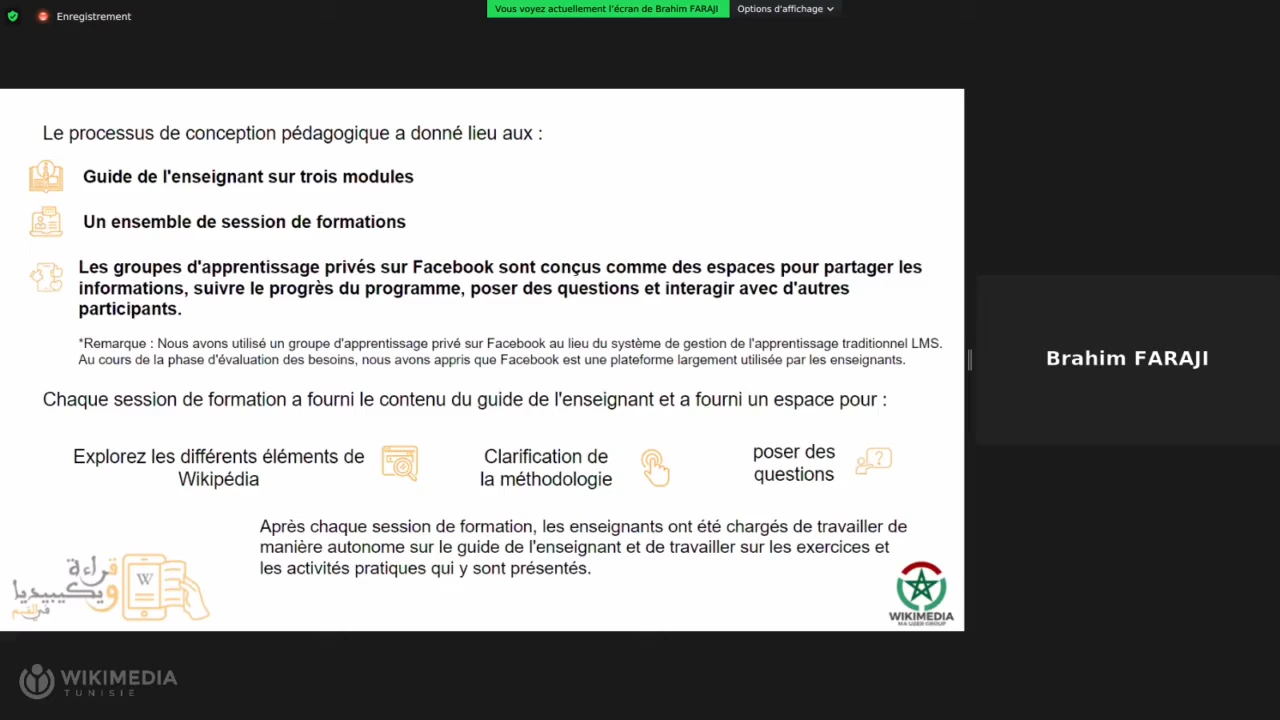 Enregistrement
Vous voyez actuellement l'écran de Brahim FARAJI
Options d'affichage
Le processus de conception pédagogique a donné lieu aux :
Guide de l'enseignant sur trois modules
Un ensemble de session de formations
Les groupes d'apprentissage privés sur Facebook sont conçus comme des espaces pour partager les
informations, suivre le progrès du programme, poser des questions et interagir avec d'autres
participants.
*Remarque : Nous avons utilisé un groupe d'apprentissage privé sur Facebook au lieu du système de gestion de l'apprentissage traditionnel LMS.
Au cours de la phase d'évaluation des besoins, nous avons appris que Facebook est une plateforme largement utilisée par les enseignants.
Brahim FARAJI
Chaque session de formation a fourni le contenu du guide de l'enseignant et a fourni un espace pour :
Explorez les différents éléments de
Wikipédia
Clarification de
la méthodologie
poser des
questions
?
Après chaque session de formation, les enseignants ont été chargés de travailler de
manière autonome sur le guide de l'enseignant et de travailler sur les exercices et
les activités pratiques qui y sont présentés.
قراءة
ويكيبيديا
في القسم
W
WIKIMEDIA
MA USER GROUP
WIKIMEDIA
TUNISIE